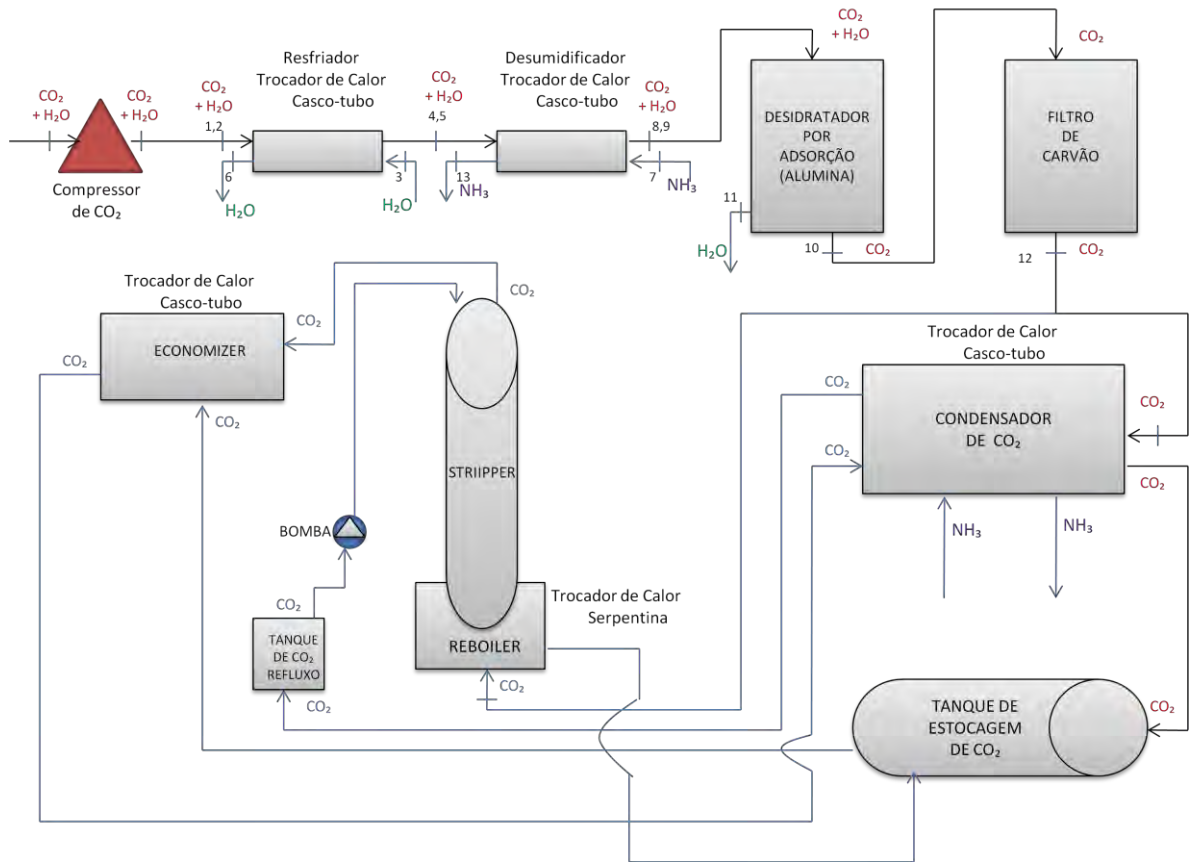 CO₂
+ H₂O
CO₂
+ H₂O
Compressor
de CO₂
CO₂
+ H₂O
1,2
Resfriador
Trocador de Calor
Casco-tubo
6
H₂O
3
H₂O
CO₂
+ H₂O
4,5
Desumidificador
Trocador de Calor
Casco-tubo
13
NH₃
CO₂
+ H₂O
8,9
7
NH₃
CO₂
+ H₂O
DESIDRATADOR
POR
ADSORÇÃO
(ALUMINA)
11
H₂O
10
CO₂
CO₂
FILTRO
DE
CARVÃO
12
CO₂
Trocador de Calor
Casco-tubo
ECONOMIZER
CO₂
CO₂
CO₂
CO₂
STRIIPPER
BOMBA
CO₂
TANQUE
DE CO₂
REFLUXO
CO₂
REBOILER
Trocador de Calor
Serpentina
CO₂
Trocador de Calor
Casco-tubo
CO₂
CONDENSADOR
DE CO₂
CO₂
CO₂
CO₂
NH₃
NH₃
TANQUE DE
ESTOCAGEM
DE CO₂
CO₂